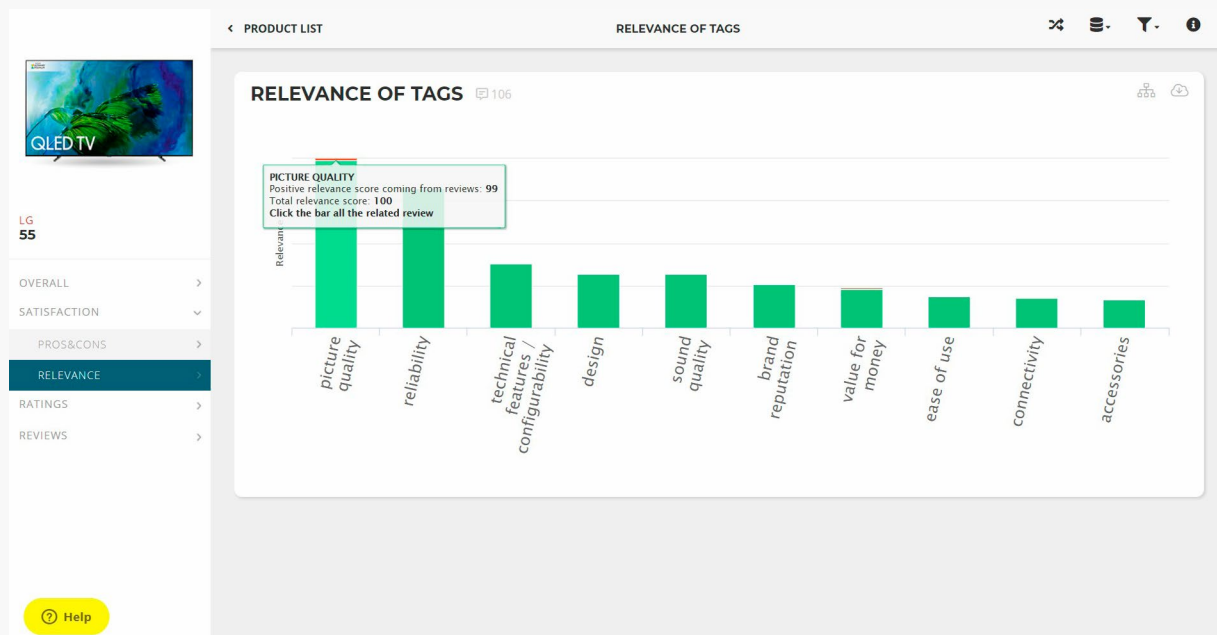 PRODUCT LIST
RELEVANCE OF TAGS
QLED TV
LG
55
OVERALL
SATISFACTION
PROS&CONS
RELEVANCE
RATINGS
REVIEWS
Help
RELEVANCE OF TAGS
106
PICTURE QUALITY
Positive relevance score coming from reviews: 99
Total relevance score: 100
Click the bar all the related review
picture
quality
reliability
technical
features /
configurability
design
sound
quality
brand
reputation
value for
money
ease of use
connectivity
accessories